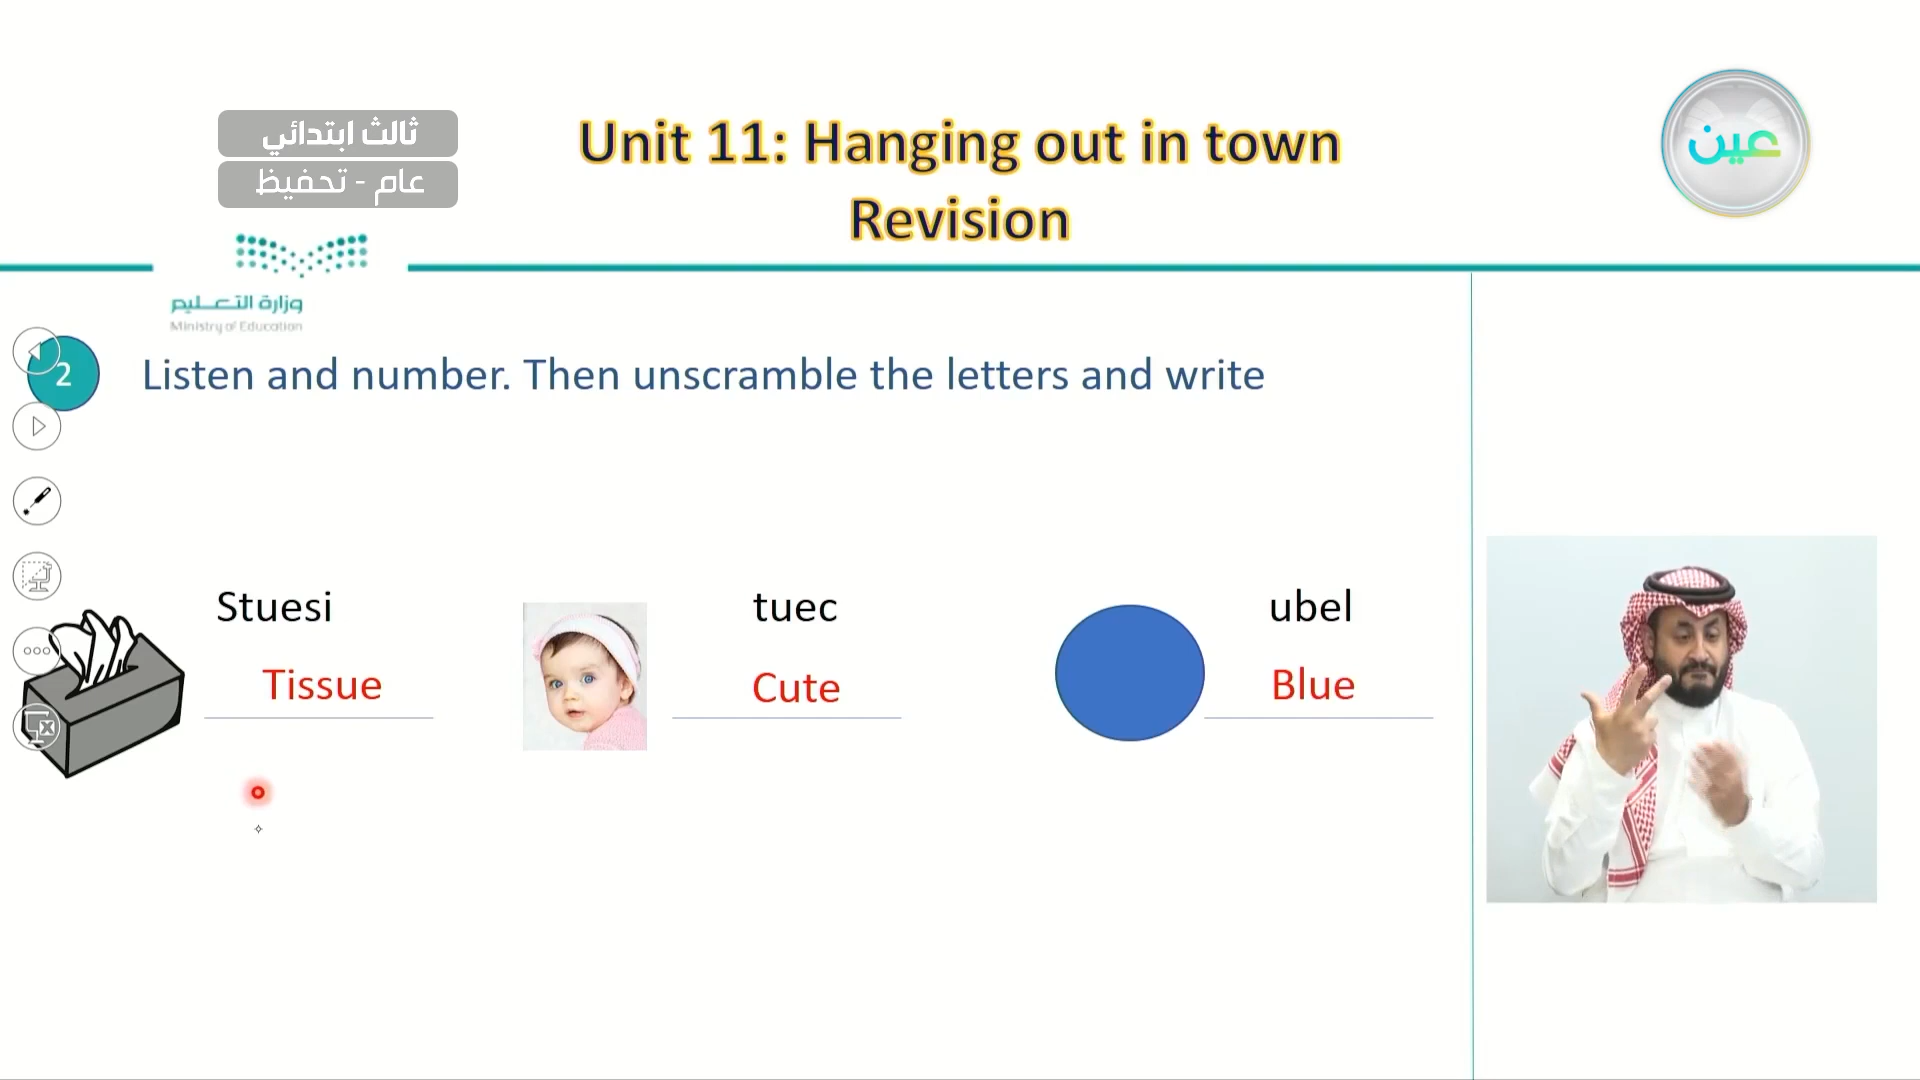 ثالث ابتدائي
عام - تحفيظ
Unit 11: Hanging out in town
Revision
عين
وزارة التعليم
Ministry of Education
2
Listen and number. Then unscramble the letters and write
Stuesi
tuec
ubel
Tissue
Cute
Blue